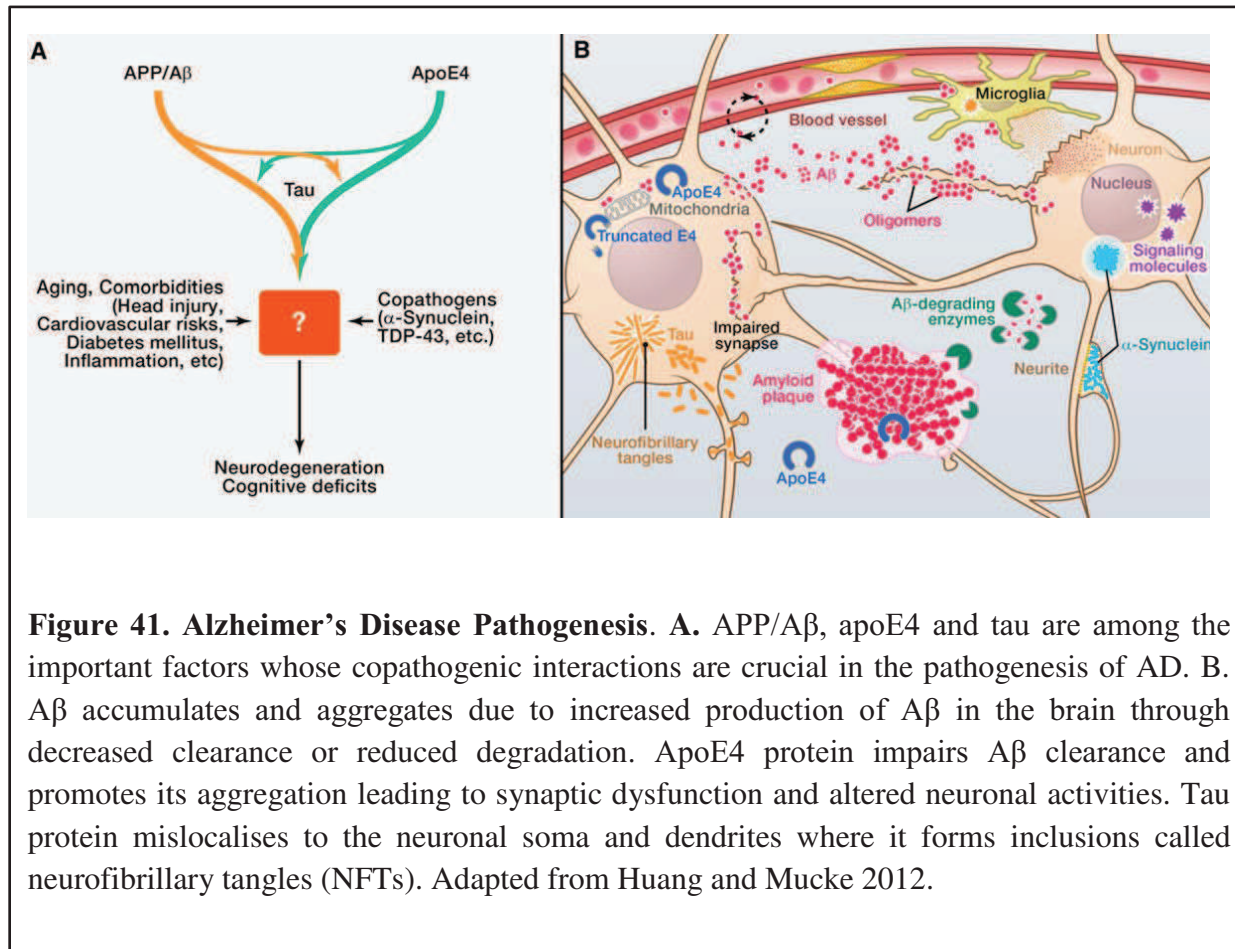 A
APP/Aβ
ApoE4
Tau
Aging, Comorbidities
(Head injury,
Cardiovascular risks,
Diabetes mellitus,
Inflammation, etc)
?
Copathogens
(α-Synuclein,
TDP-43, etc.)
Neurodegeneration
Cognitive deficits
B
Microglia
Blood vessel
Neuron
Aβ
ApoE4
Mitochondria
Nucleus
Oligomers
Truncated E4
Signaling
molecules
Aβ-degrading
enzymes
Tau
Impaired
synapse
α-Synuclein
Neurite
Amyloid
plaque
Neurofibrillary
tangles
ApoE4
Figure 41. Alzheimer’s Disease Pathogenesis. A. APP/Aβ, apoE4 and tau are among the
important factors whose copathogenic interactions are crucial in the pathogenesis of AD. B.
Aβ accumulates and aggregates due to increased production of Aβ in the brain through
decreased clearance or reduced degradation. ApoE4 protein impairs Aβ clearance and
promotes its aggregation leading to synaptic dysfunction and altered neuronal activities. Tau
protein mislocalises to the neuronal soma and dendrites where it forms inclusions called
neurofibrillary tangles (NFTs). Adapted from Huang and Mucke 2012.